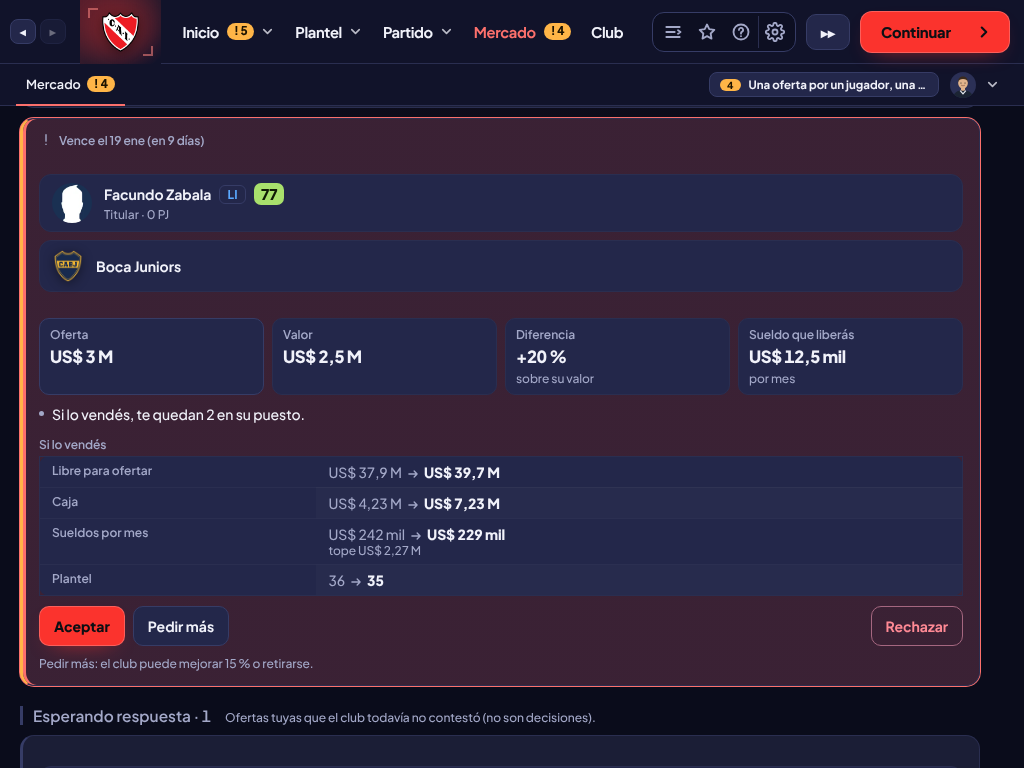 Inicio ! 5 Plantel Partido Mercado ! 4 Club Continuar
Mercado ! 4
4 Una oferta por un jugador, una …
! Vence el 19 ene (en 9 días)
Facundo Zabala LI 77
Titular · 0 PJ
CABJ
Boca Juniors
Oferta
US$ 3 M
Valor
US$ 2,5 M
Diferencia
+20 %
sobre su valor
Sueldo que liberás
US$ 12,5 mil
por mes
• Si lo vendés, te quedan 2 en su puesto.
Si lo vendés
Libre para ofertar US$ 37,9 M → US$ 39,7 M
Caja US$ 4,23 M → US$ 7,23 M
Sueldos por mes US$ 242 mil → US$ 229 mil
tope US$ 2,27 M
Plantel 36 → 35
Aceptar Pedir más Rechazar
Pedir más: el club puede mejorar 15 % o retirarse.
Esperando respuesta · 1 Ofertas tuyas que el club todavía no contestó (no son decisiones).